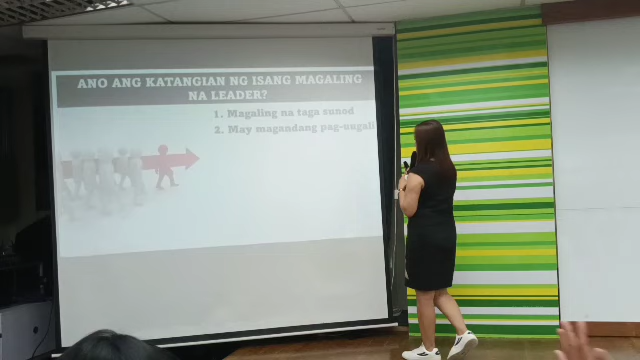 ANO ANG KATANGIAN NG ISANG MAGALING
NA LEADER?
1. Magaling na taga sunod
2. May magandang pag-uugali